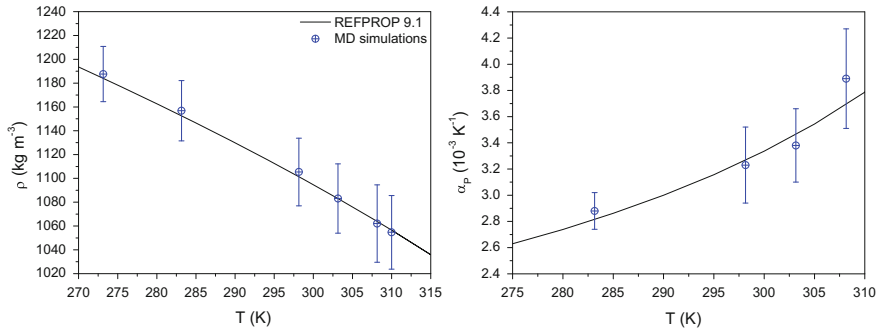 REFPROP 9.1
MD simulations
ρ (kg m⁻³)
1240
1220
1200
1180
1160
1140
1120
1100
1080
1060
1040
1020
270 275 280 285 290 295 300 305 310 315
T (K)
αP (10⁻³ K⁻¹)
4.4
4.2
4.0
3.8
3.6
3.4
3.2
3.0
2.8
2.6
2.4
275 280 285 290 295 300 305 310
T (K)